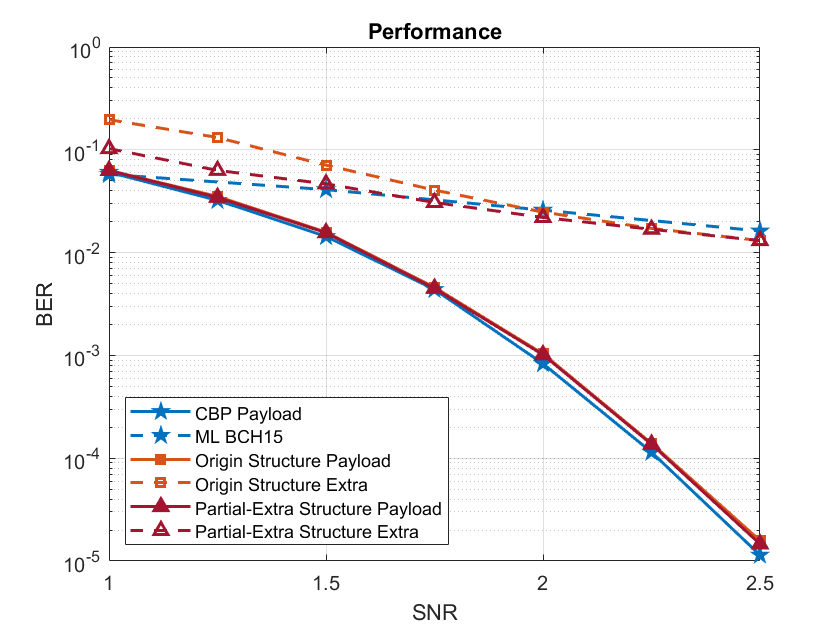 Performance
10^0
10^-1
10^-2
10^-3
10^-4
10^-5
BER
CBP Payload
ML BCH15
Origin Structure Payload
Origin Structure Extra
Partial-Extra Structure Payload
Partial-Extra Structure Extra
1 1.5 2 2.5
SNR